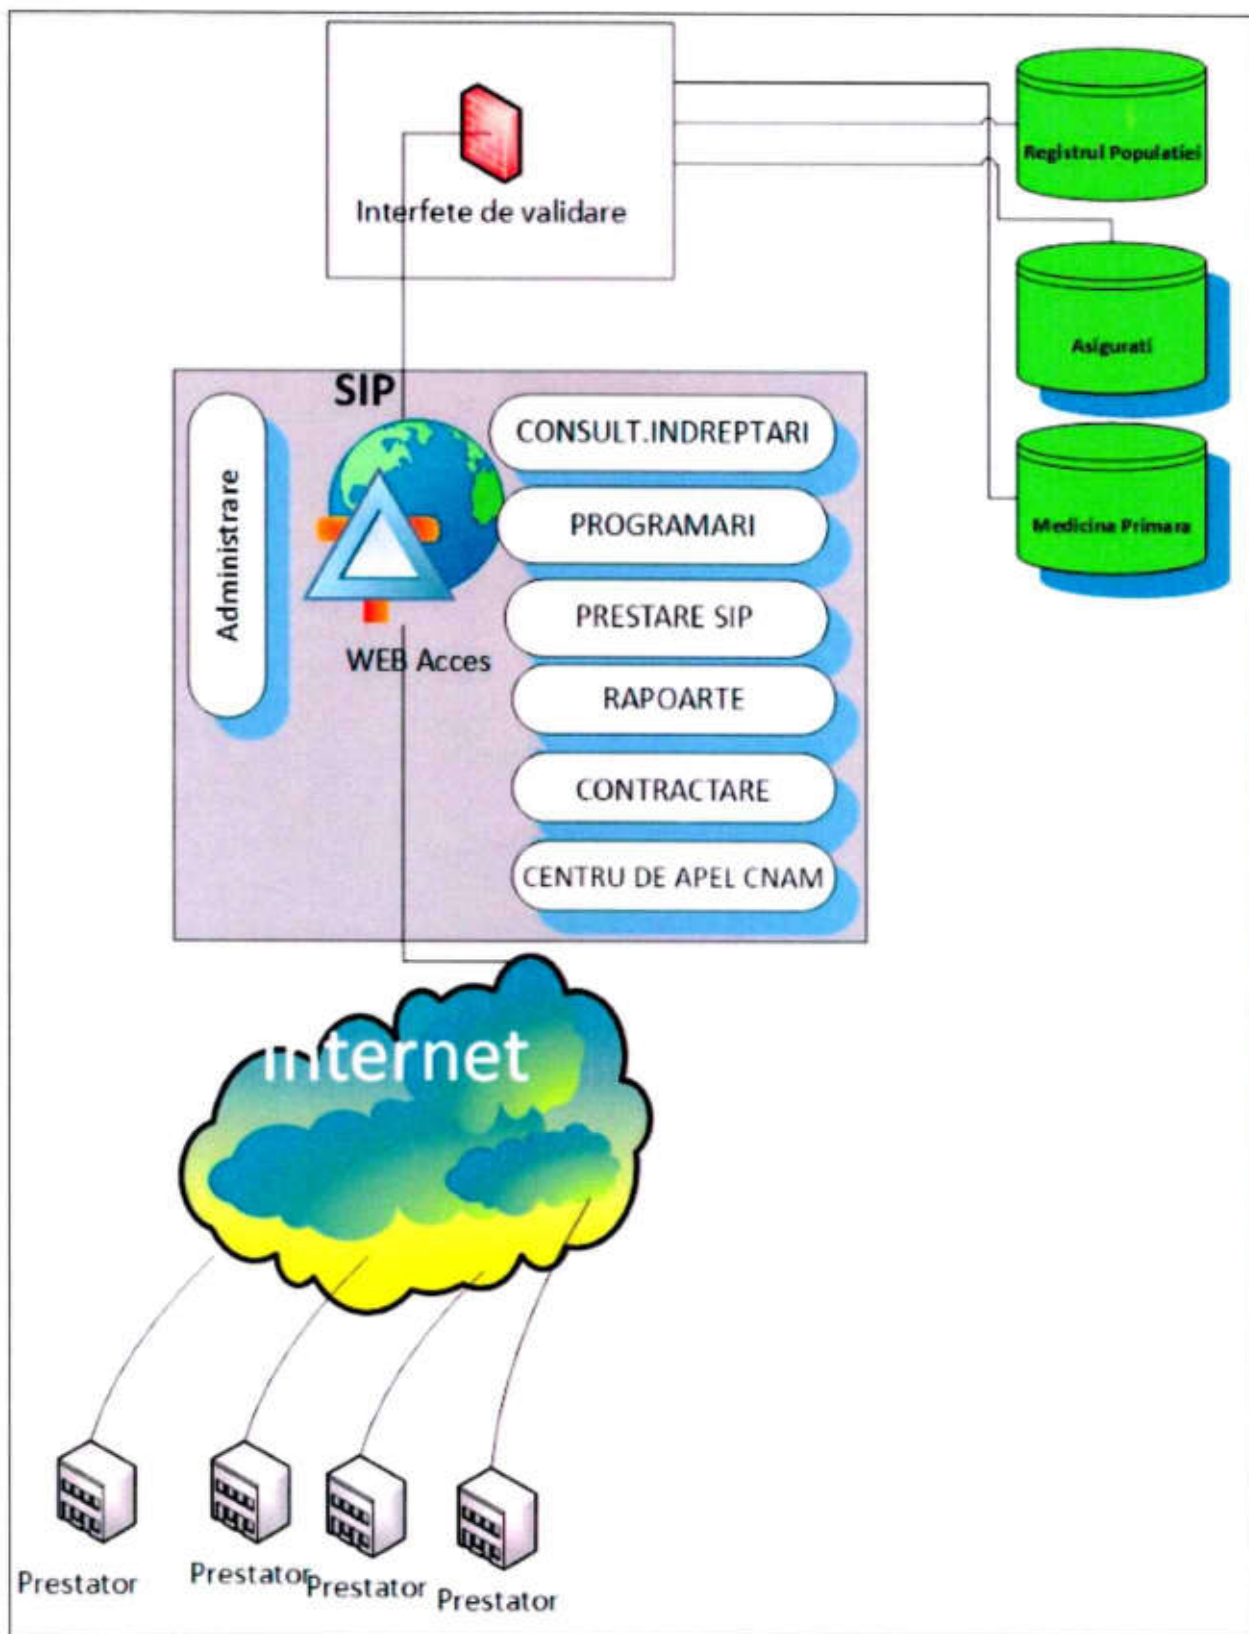 Registrul Populatiei
Interfete de validare
Asigurati
Medicina Primara
SIP
Administrare
WEB Acces
CONSULT.INDREPTARI
PROGRAMARI
PRESTARE SIP
RAPOARTE
CONTRACTARE
CENTRU DE APEL CNAM
Internet
Prestator
Prestator
Prestator
Prestator